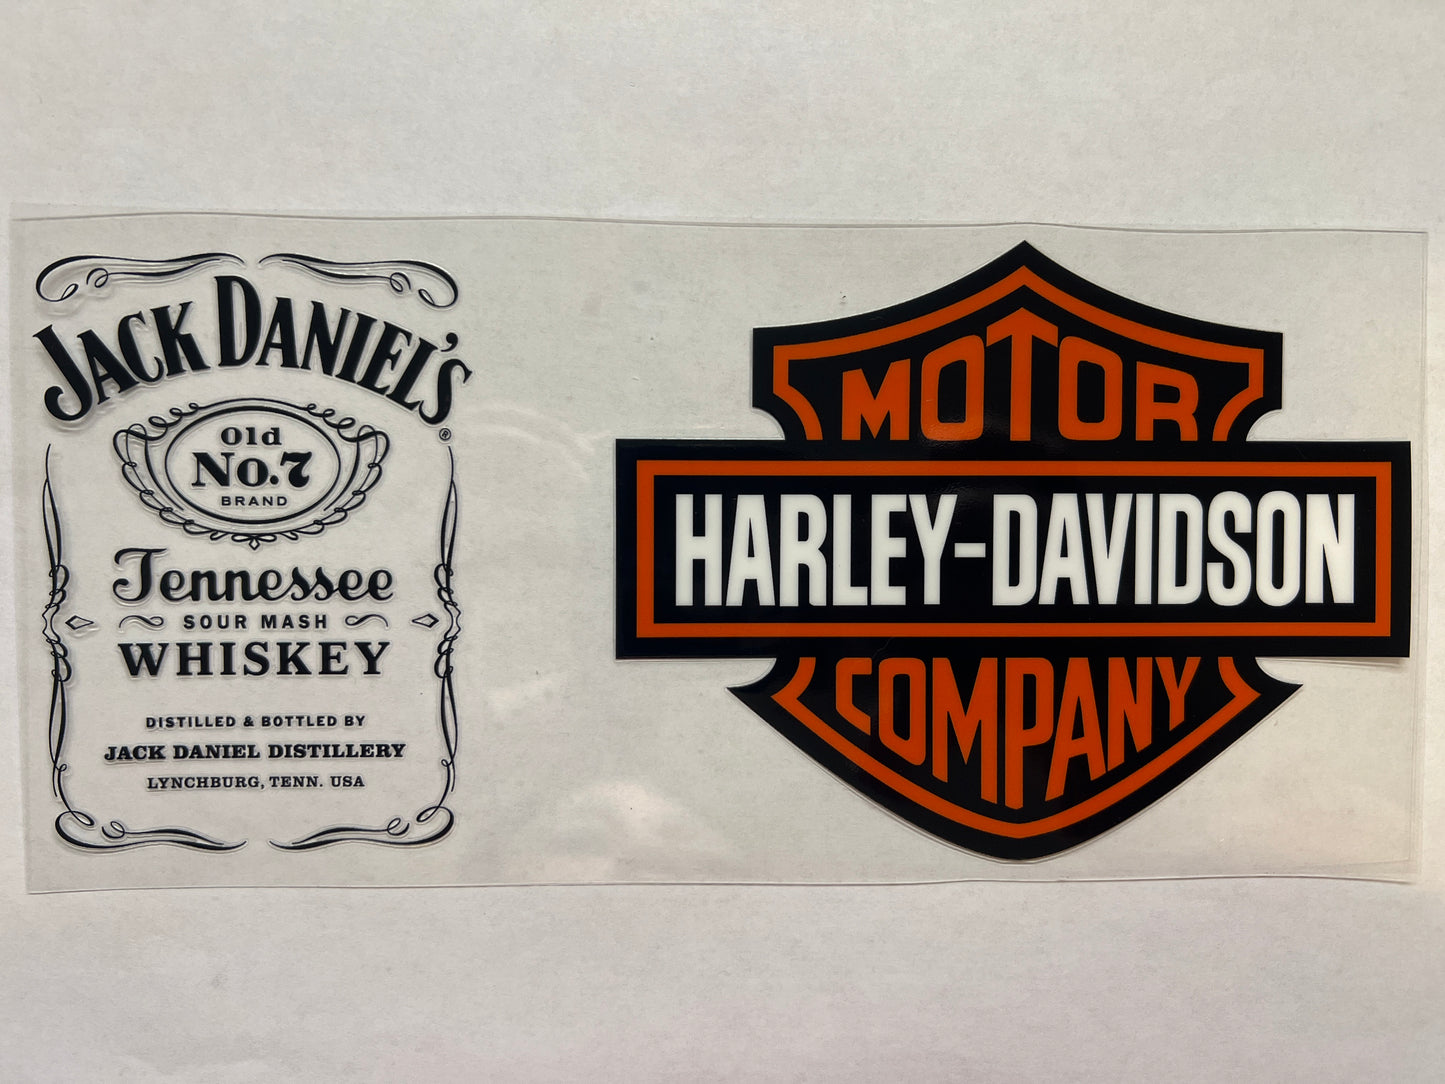 JACK DANIEL'S
®
Old
No.7
BRAND
Tennessee
SOUR MASH
WHISKEY
DISTILLED & BOTTLED BY
JACK DANIEL DISTILLERY
LYNCHBURG, TENN. USA
MOTOR
HARLEY-DAVIDSON
COMPANY